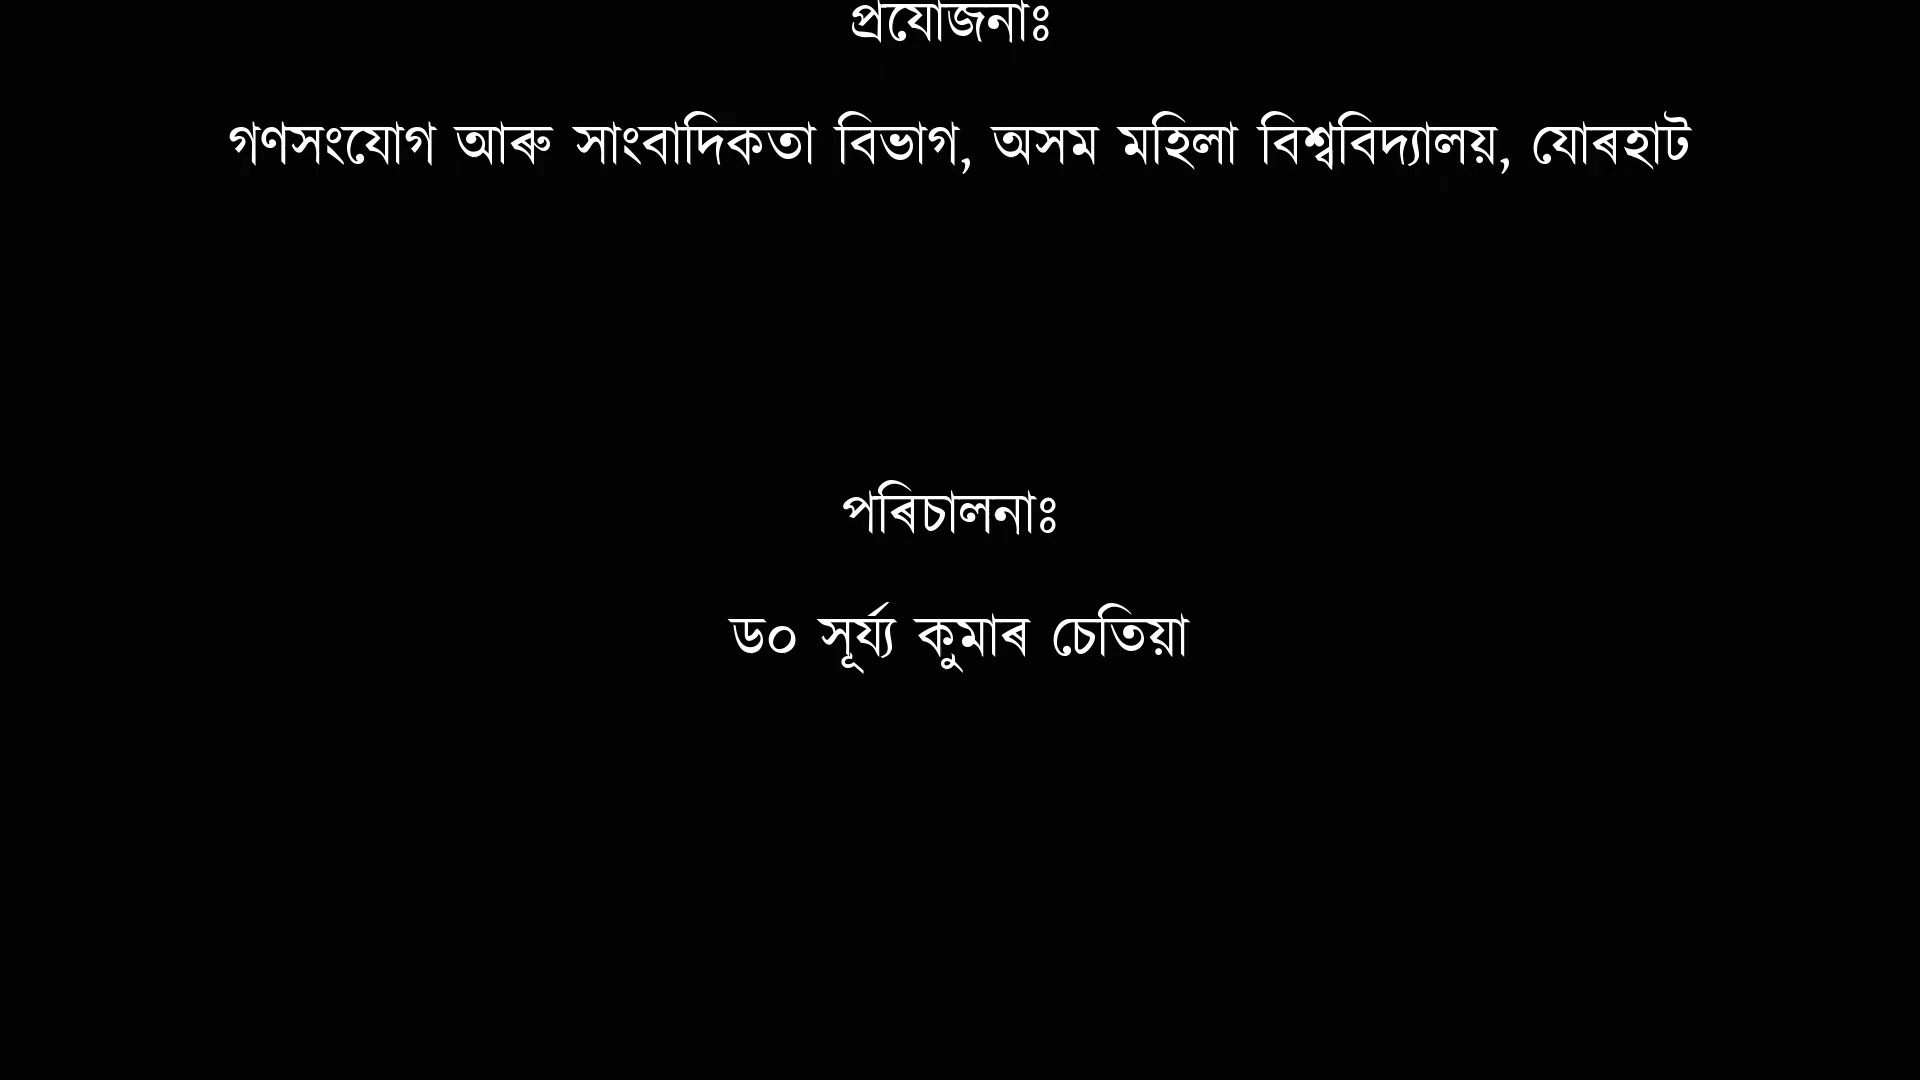 প্ৰযোজনাঃ
গণসংযোগ আৰু সাংবাদিকতা বিভাগ, অসম মহিলা বিশ্ববিদ্যালয়, যোৰহাট
পৰিচালনাঃ
ড০ সূৰ্য্য কুমাৰ চেতিয়া